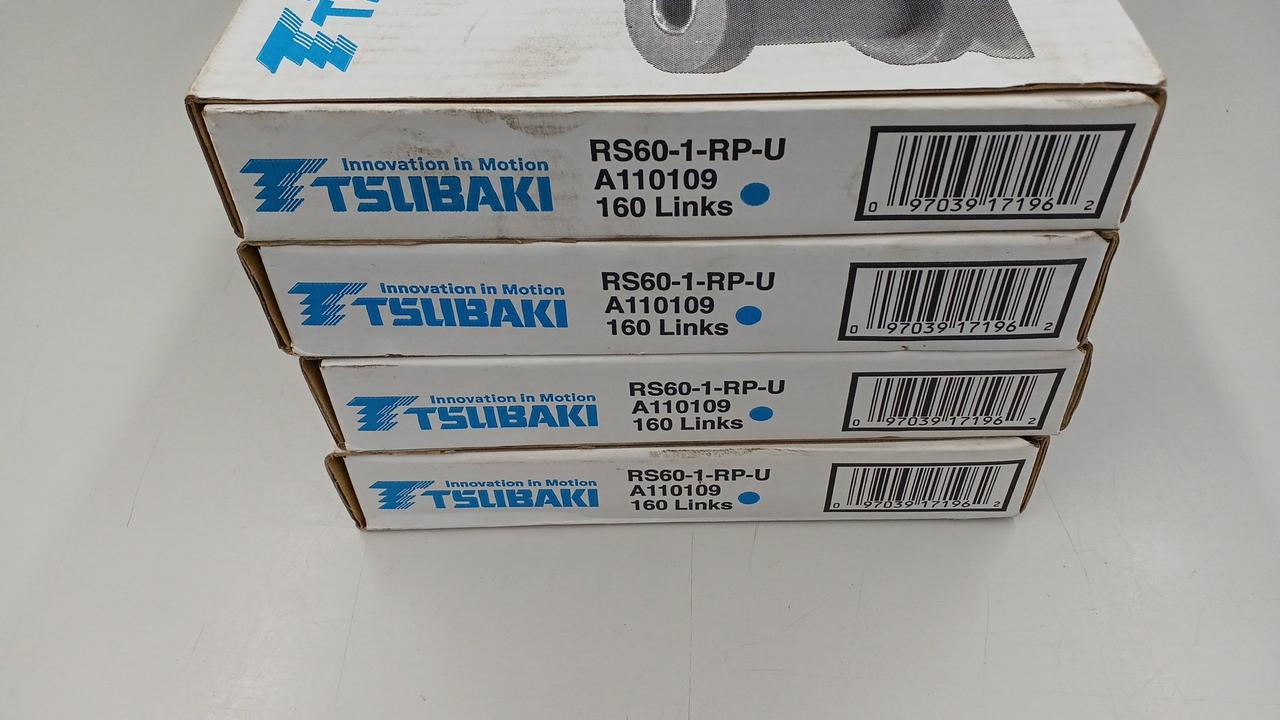 Innovation in Motion
TSUBAKI
RS60-1-RP-U
A110109
160 Links
0 97039 17196 2
Innovation in Motion
TSUBAKI
RS60-1-RP-U
A110109
160 Links
0 97039 17196 2
Innovation in Motion
TSUBAKI
RS60-1-RP-U
A110109
160 Links
0 97039 17196 2
Innovation in Motion
TSUBAKI
RS60-1-RP-U
A110109
160 Links
0 97039 17196 2